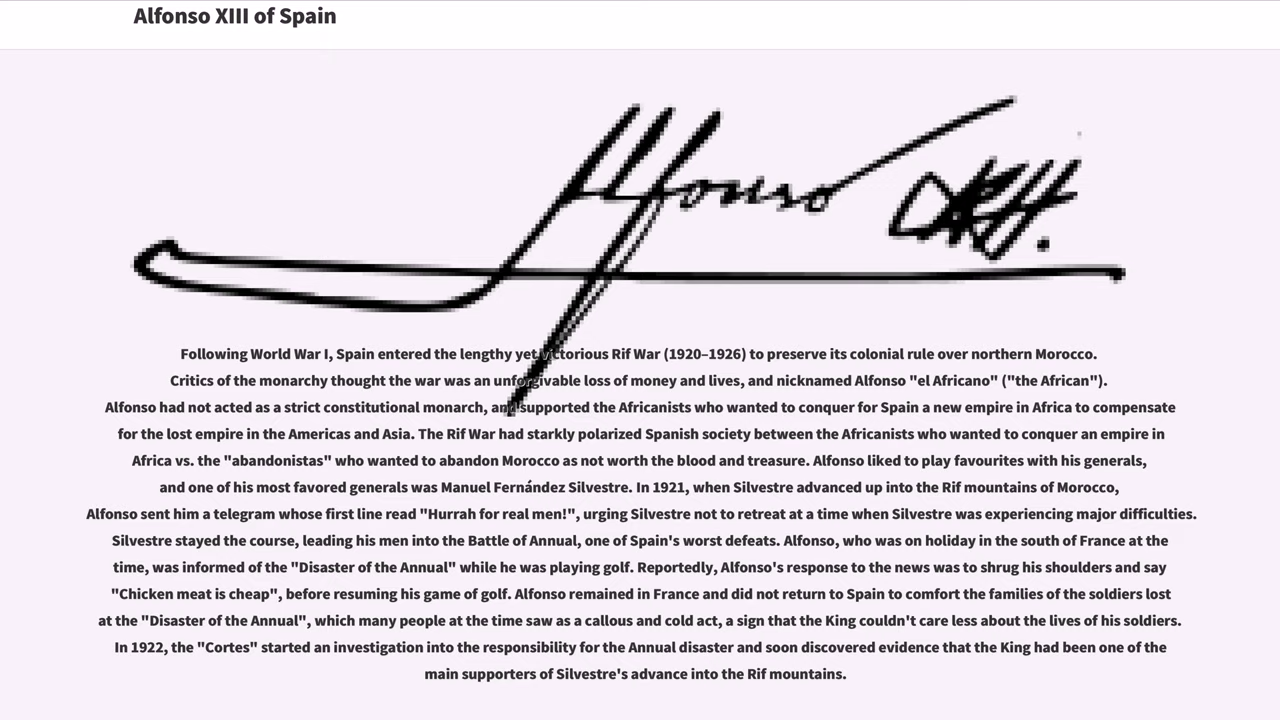 Alfonso XIII of Spain
Alfonso XIII.
Following World War I, Spain entered the lengthy yet victorious Rif War (1920–1926) to preserve its colonial rule over northern Morocco.
Critics of the monarchy thought the war was an unforgivable loss of money and lives, and nicknamed Alfonso "el Africano" ("the African").
Alfonso had not acted as a strict constitutional monarch, and supported the Africanists who wanted to conquer for Spain a new empire in Africa to compensate
for the lost empire in the Americas and Asia. The Rif War had starkly polarized Spanish society between the Africanists who wanted to conquer an empire in
Africa vs. the "abandonistas" who wanted to abandon Morocco as not worth the blood and treasure. Alfonso liked to play favourites with his generals,
and one of his most favored generals was Manuel Fernández Silvestre. In 1921, when Silvestre advanced up into the Rif mountains of Morocco,
Alfonso sent him a telegram whose first line read "Hurrah for real men!", urging Silvestre not to retreat at a time when Silvestre was experiencing major difficulties.
Silvestre stayed the course, leading his men into the Battle of Annual, one of Spain's worst defeats. Alfonso, who was on holiday in the south of France at the
time, was informed of the "Disaster of the Annual" while he was playing golf. Reportedly, Alfonso's response to the news was to shrug his shoulders and say
"Chicken meat is cheap", before resuming his game of golf. Alfonso remained in France and did not return to Spain to comfort the families of the soldiers lost
at the "Disaster of the Annual", which many people at the time saw as a callous and cold act, a sign that the King couldn't care less about the lives of his soldiers.
In 1922, the "Cortes" started an investigation into the responsibility for the Annual disaster and soon discovered evidence that the King had been one of the
main supporters of Silvestre's advance into the Rif mountains.